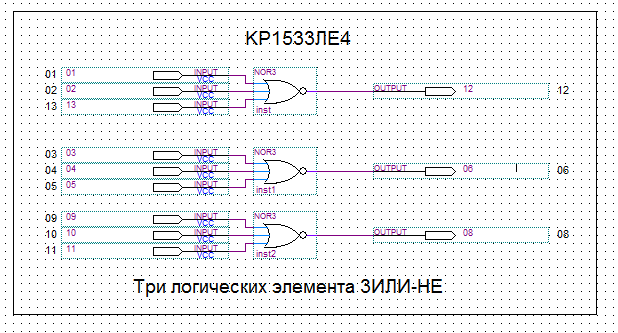 КР1533ЛЕ4
INPUT NOR3
01 01 VCC
02 02 INPUT VCC OUTPUT 12 12
13 13 INPUT VCC inst
INPUT NOR3
03 03 VCC
04 04 INPUT VCC OUTPUT 06 06
05 05 INPUT VCC inst1
INPUT NOR3
09 09 VCC
10 10 INPUT VCC OUTPUT 08 08
11 11 INPUT VCC inst2
Три логических элемента 3ИЛИ-НЕ